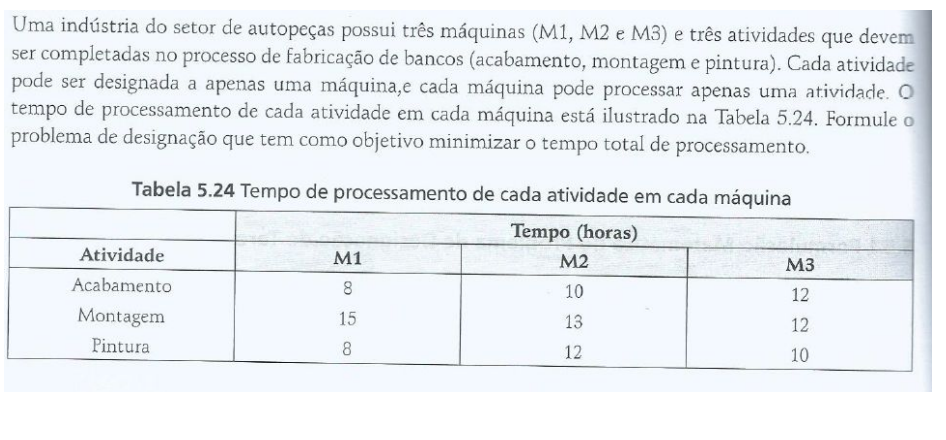 Uma indústria do setor de autopeças possui três máquinas (M1, M2 e M3) e três atividades que devem
ser completadas no processo de fabricação de bancos (acabamento, montagem e pintura). Cada atividade
pode ser designada a apenas uma máquina,e cada máquina pode processar apenas uma atividade. O
tempo de processamento de cada atividade em cada máquina está ilustrado na Tabela 5.24. Formule o
problema de designação que tem como objetivo minimizar o tempo total de processamento.
Tabela 5.24 Tempo de processamento de cada atividade em cada máquina
Tempo (horas)
Atividade M1 M2 M3
Acabamento 8 10 12
Montagem 15 13 12
Pintura 8 12 10